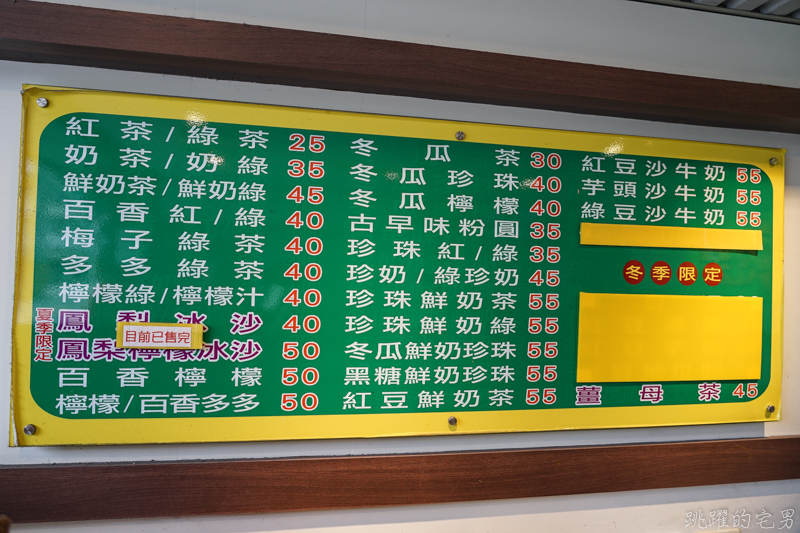 紅茶/綠茶 25
奶茶/奶綠 35
鮮奶茶/鮮奶綠 45
百香紅/綠 40
梅子綠茶 40
多多綠茶 40
檸檬綠/檸檬汁 40
夏季限定
鳳梨冰沙 40
目前已售完
鳳梨檸檬冰沙 50
百香檸檬 50
檸檬/百香多多 50
冬瓜茶 30
冬瓜珍珠 40
冬瓜檸檬 40
古早味粉圓 35
珍珠紅/綠 35
珍奶/綠珍奶 45
珍珠鮮奶茶 55
珍珠鮮奶綠 55
冬瓜鮮奶珍珠 55
黑糖鮮奶珍珠 55
紅豆鮮奶茶 55
紅豆沙牛奶 55
芋頭沙牛奶 55
綠豆沙牛奶 55
冬季限定
薑母茶 45
跳躍的宅男